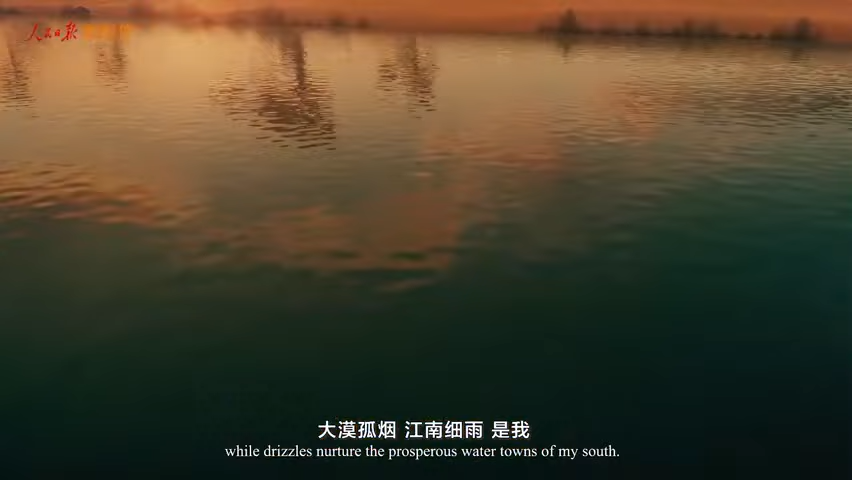 人民日报
大漠孤烟 江南细雨 是我
while drizzles nurture the prosperous water towns of my south.